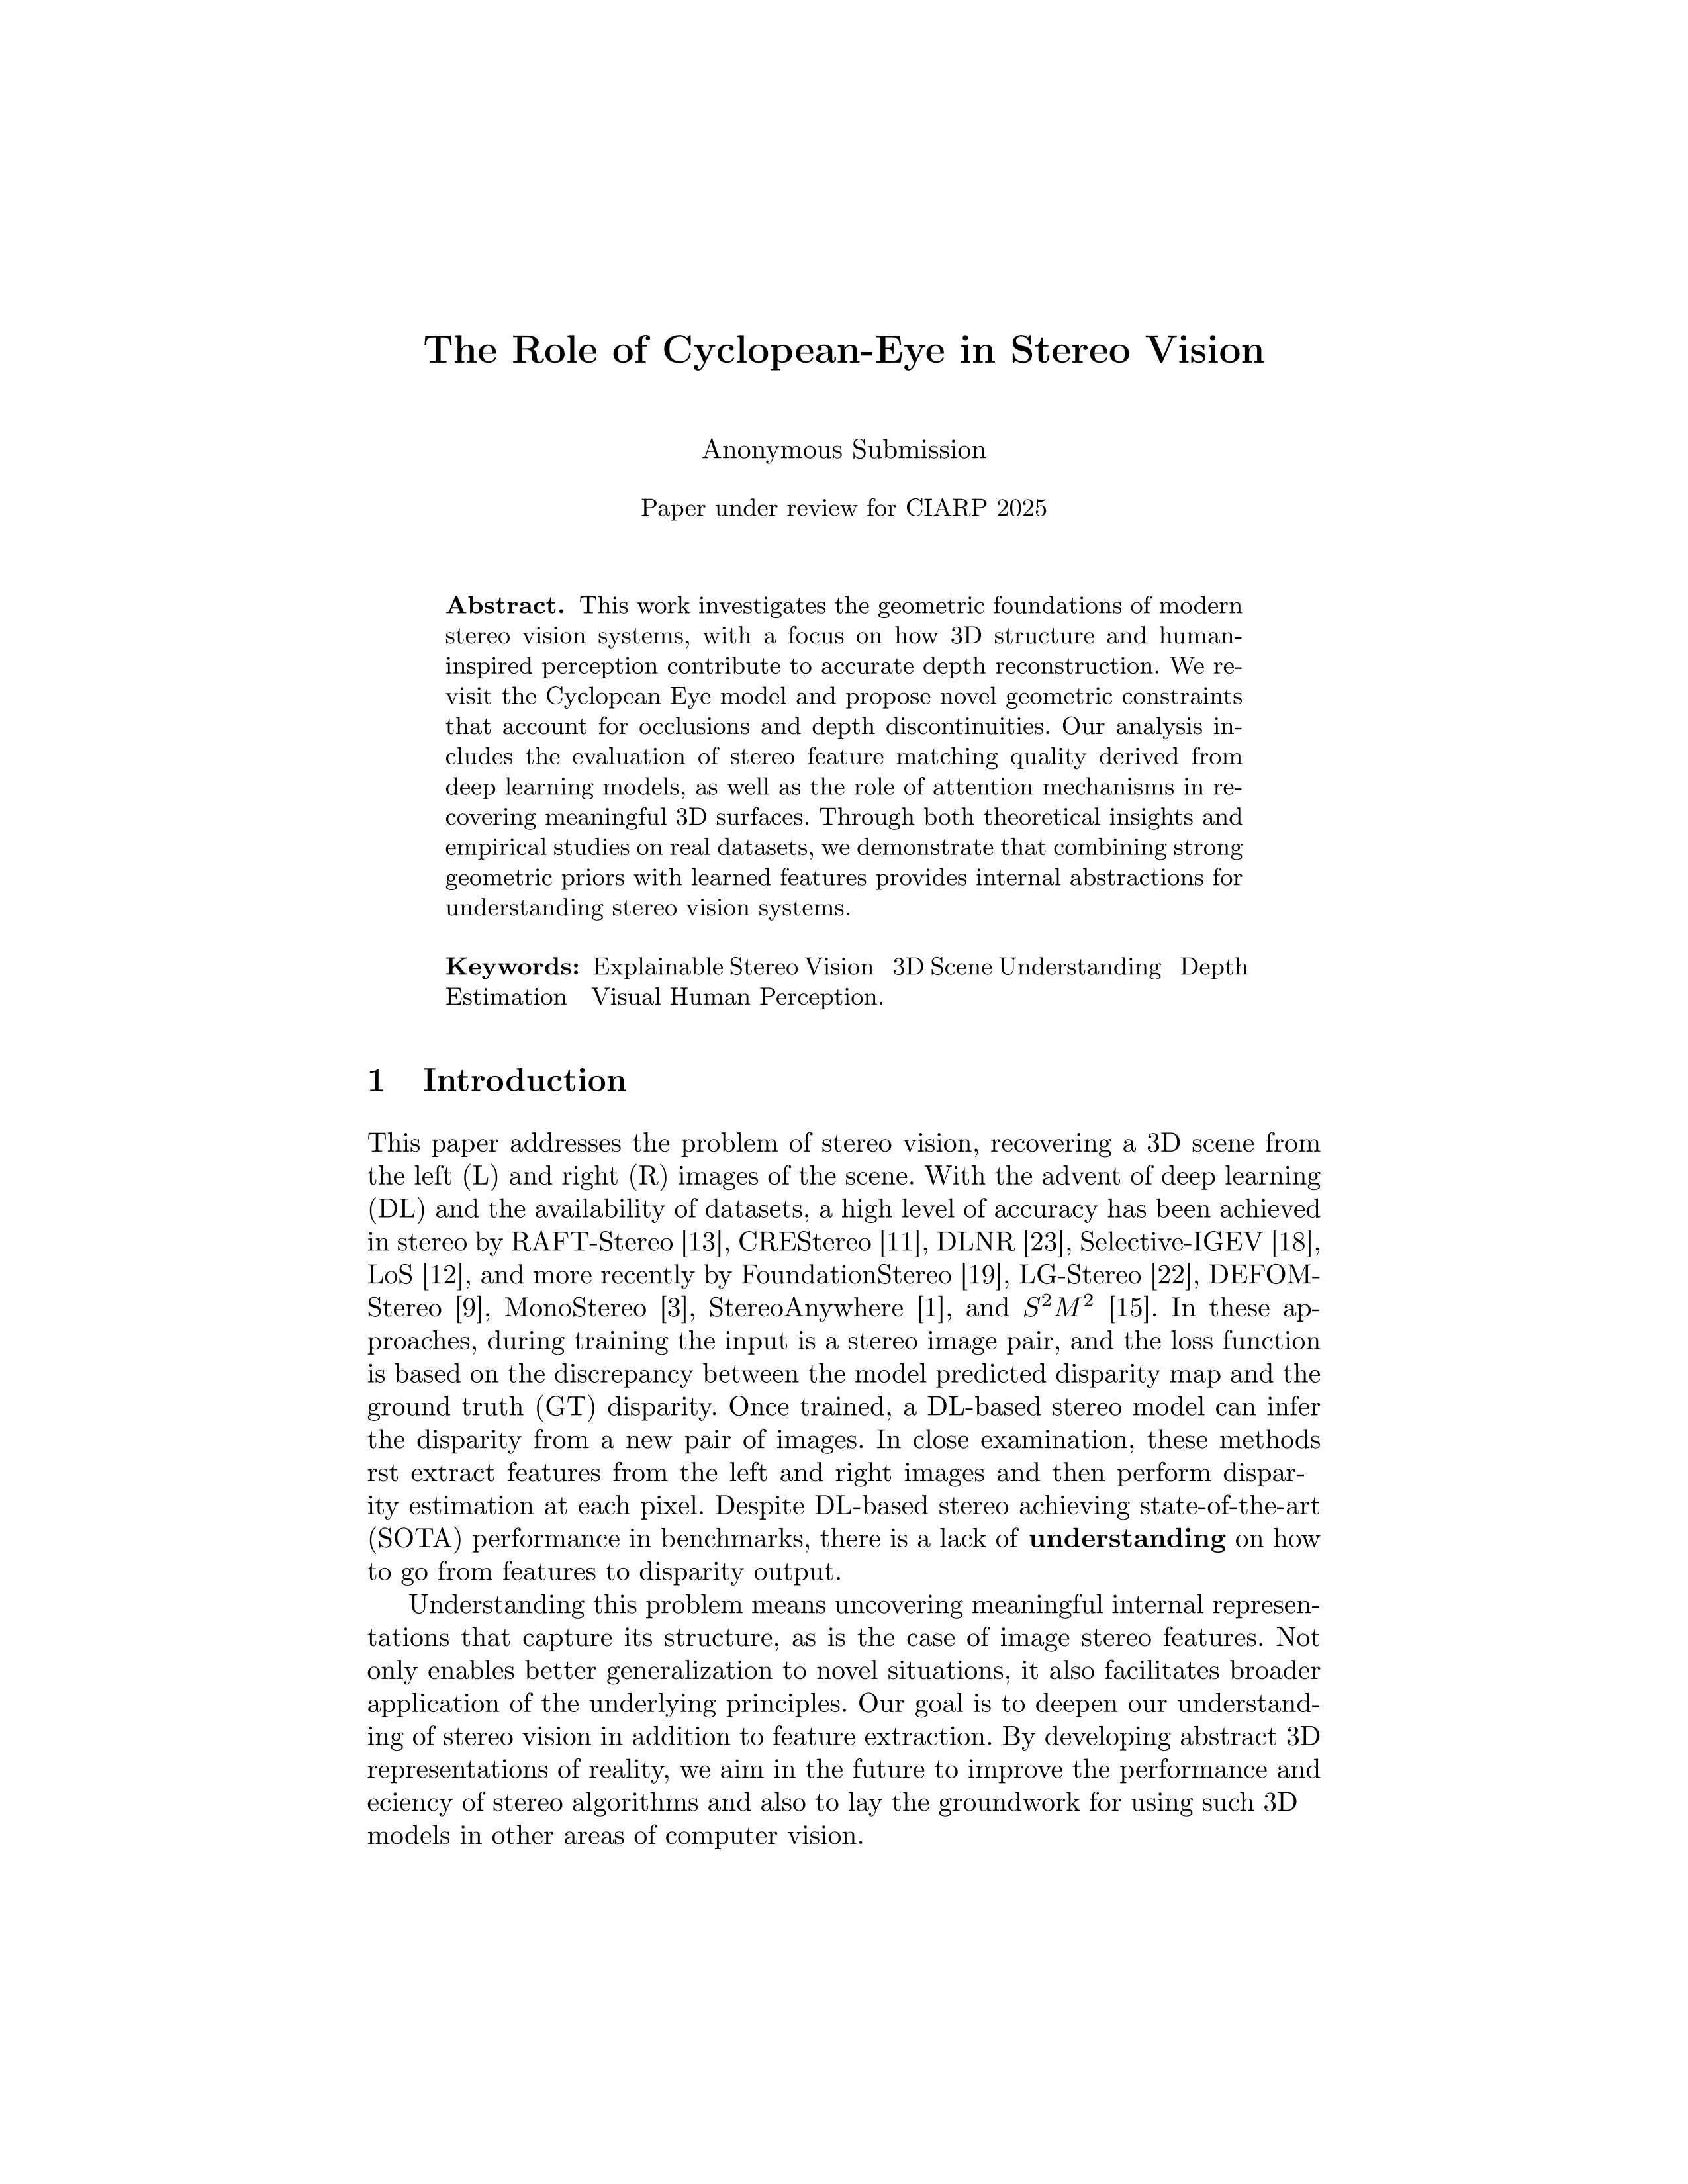 The Role of Cyclopean-Eye in Stereo Vision
Anonymous Submission
Paper under review for CIARP 2025
Abstract. This work investigates the geometric foundations of modern
stereo vision systems, with a focus on how 3D structure and human-
inspired perception contribute to accurate depth reconstruction. We re-
visit the Cyclopean Eye model and propose novel geometric constraints
that account for occlusions and depth discontinuities. Our analysis in-
cludes the evaluation of stereo feature matching quality derived from
deep learning models, as well as the role of attention mechanisms in re-
covering meaningful 3D surfaces. Through both theoretical insights and
empirical studies on real datasets, we demonstrate that combining strong
geometric priors with learned features provides internal abstractions for
understanding stereo vision systems.
Keywords: Explainable Stereo Vision 3D Scene Understanding Depth
Estimation Visual Human Perception.
1 Introduction
This paper addresses the problem of stereo vision, recovering a 3D scene from
the left (L) and right (R) images of the scene. With the advent of deep learning
(DL) and the availability of datasets, a high level of accuracy has been achieved
in stereo by RAFT-Stereo [13], CREStereo [11], DLNR [23], Selective-IGEV [18],
LoS [12], and more recently by FoundationStereo [19], LG-Stereo [22], DEFOM-
Stereo [9], MonoStereo [3], StereoAnywhere [1], and S²M² [15]. In these ap-
proaches, during training the input is a stereo image pair, and the loss function
is based on the discrepancy between the model predicted disparity map and the
ground truth (GT) disparity. Once trained, a DL-based stereo model can infer
the disparity from a new pair of images. In close examination, these methods
rst extract features from the left and right images and then perform dispar-
ity estimation at each pixel. Despite DL-based stereo achieving state-of-the-art
(SOTA) performance in benchmarks, there is a lack of understanding on how
to go from features to disparity output.
Understanding this problem means uncovering meaningful internal represen-
tations that capture its structure, as is the case of image stereo features. Not
only enables better generalization to novel situations, it also facilitates broader
application of the underlying principles. Our goal is to deepen our understand-
ing of stereo vision in addition to feature extraction. By developing abstract 3D
representations of reality, we aim in the future to improve the performance and
eciency of stereo algorithms and also to lay the groundwork for using such 3D
models in other areas of computer vision.